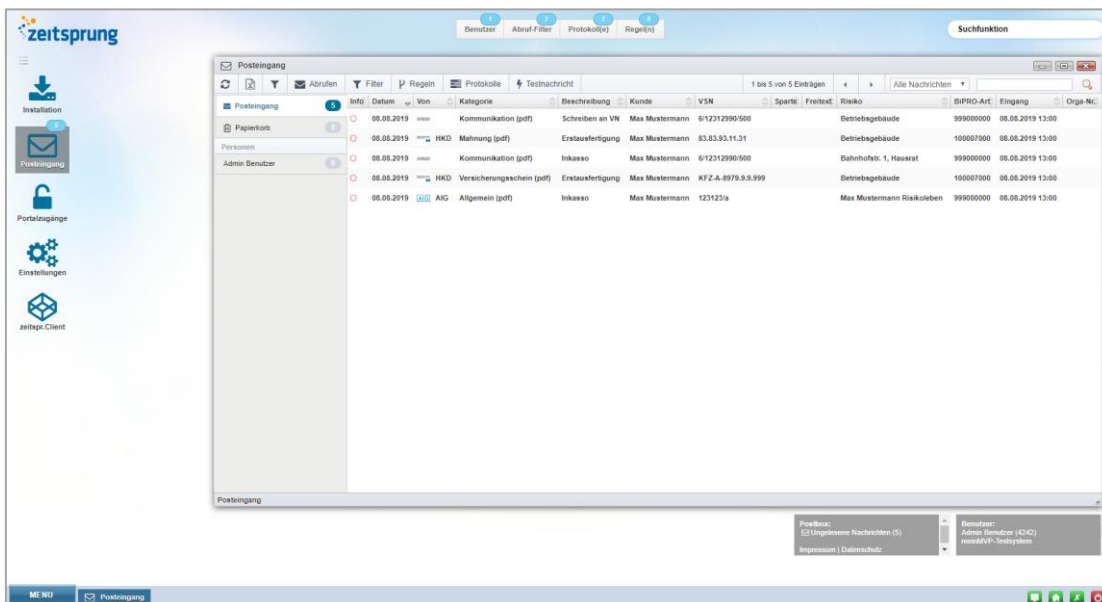 zeitsprung
Benutzer Abruf-Filter Protokoll(e) Regel(n)
Suchfunktion
Installation
Posteingang
Portalzugänge
Einstellungen
zeitspr.Client
Posteingang
Abrufen Filter Regeln Protokolle Testnachricht 1 bis 5 von 5 Einträgen Alle Nachrichten
Posteingang 5
Papierkorb 0
Personen
Admin Benutzer 0
Info Datum Von Kategorie Beschreibung Kunde VSN Sparte Freitext Risiko BiPRO-Art Eingang Orga-Nr.
08.08.2019 Kommunikation (pdf) Schreiben an VN Max Mustermann 6/12312990/500 Betriebsgebäude 999000000 08.08.2019 13:00
08.08.2019 HKD Mahnung (pdf) Erstausfertigung Max Mustermann 83.83.93.11.31 Betriebsgebäude 100007000 08.08.2019 13:00
08.08.2019 Kommunikation (pdf) Inkasso Max Mustermann 6/12312990/500 Bahnhofstr. 1, Hausrat 999000000 08.08.2019 13:00
08.08.2019 HKD Versicherungsschein (pdf) Erstausfertigung Max Mustermann KFZ-A-8979.9.9.999 Betriebsgebäude 100007000 08.08.2019 13:00
08.08.2019 AIG AIG Allgemein (pdf) Inkasso Max Mustermann 123123/a Max Mustermann Risikoleben 999000000 08.08.2019 13:00
Posteingang
Postbox:
Ungelesene Nachrichten (5)
Impressum | Datenschutz
Benutzer:
Admin Benutzer (4242)
meinMVP-Testsystem
MENU Posteingang